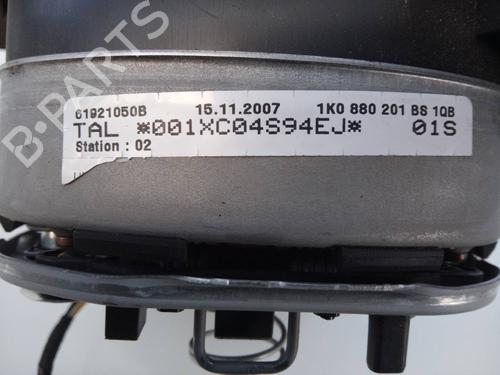 B-PARTS
61921050B 15.11.2007 1K0 880 201 BS 1QB
TAL *001XC04S94EJ* 01S
Station : 02